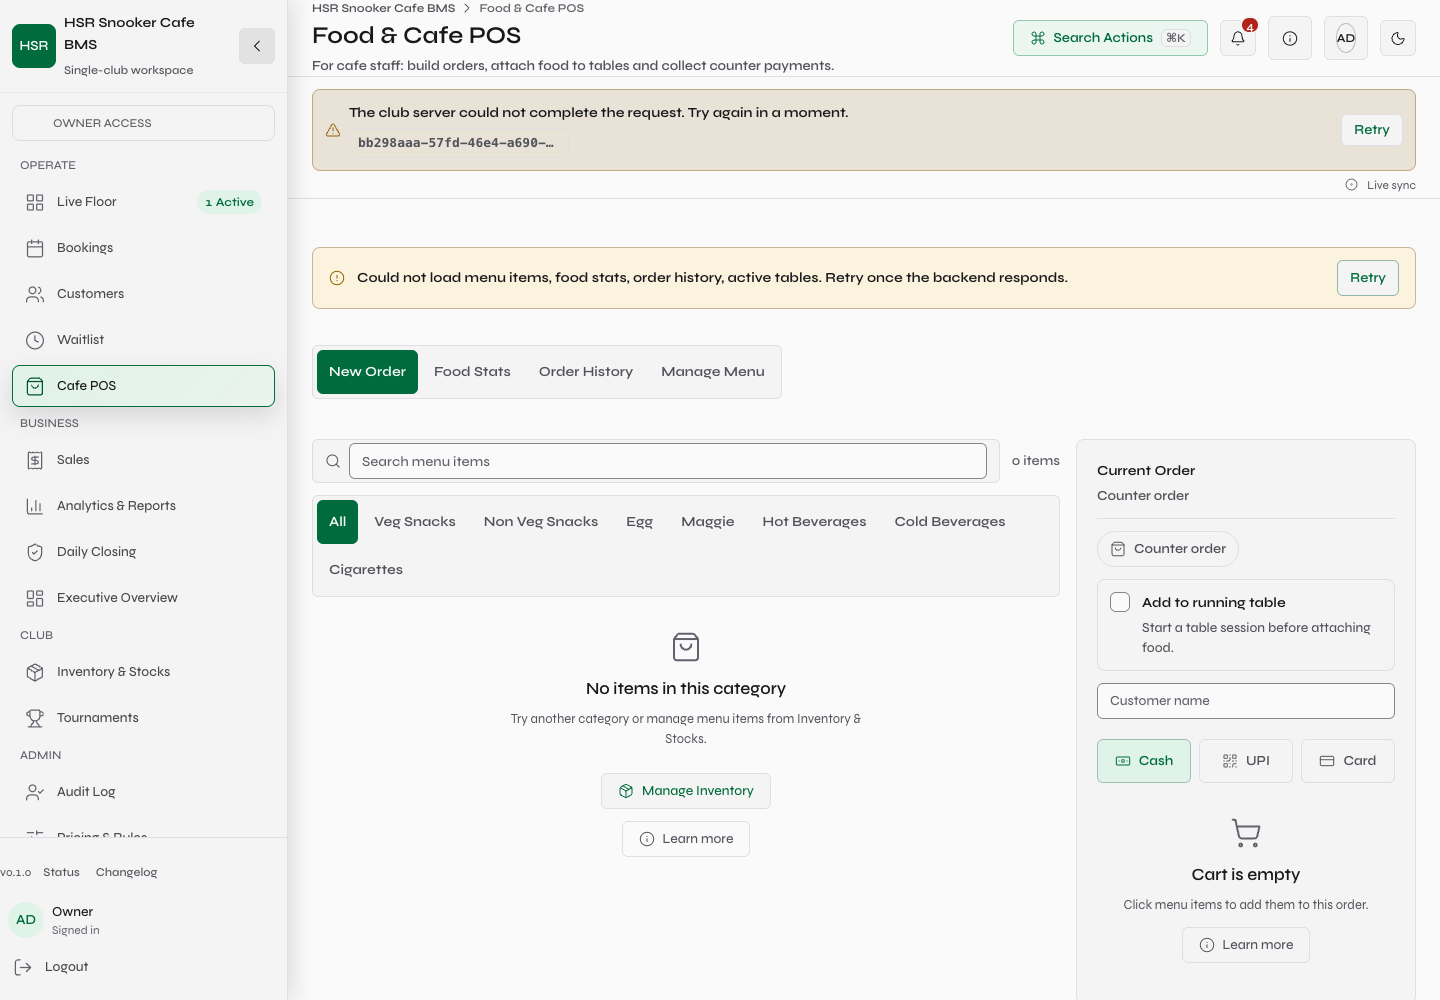 HSR
HSR Snooker Cafe
BMS
Single-club workspace
OWNER ACCESS
OPERATE
Live Floor
1 Active
Bookings
Customers
Waitlist
Cafe POS
BUSINESS
Sales
Analytics & Reports
Daily Closing
Executive Overview
CLUB
Inventory & Stocks
Tournaments
ADMIN
Audit Log
Pricing & Rules
v0.1.0 Status Changelog
AD
Owner
Signed in
Logout
HSR Snooker Cafe BMS > Food & Cafe POS
Food & Cafe POS
For cafe staff: build orders, attach food to tables and collect counter payments.
Search Actions ⌘K
4
AD
The club server could not complete the request. Try again in a moment.
bb298aaa-57fd-46e4-a690-…
Retry
Live sync
Could not load menu items, food stats, order history, active tables. Retry once the backend responds.
Retry
New Order Food Stats Order History Manage Menu
Search menu items
0 items
All Veg Snacks Non Veg Snacks Egg Maggie Hot Beverages Cold Beverages
Cigarettes
No items in this category
Try another category or manage menu items from Inventory &
Stocks.
Manage Inventory
Learn more
Current Order
Counter order
Counter order
Add to running table
Start a table session before attaching
food.
Customer name
Cash UPI Card
Cart is empty
Click menu items to add them to this order.
Learn more